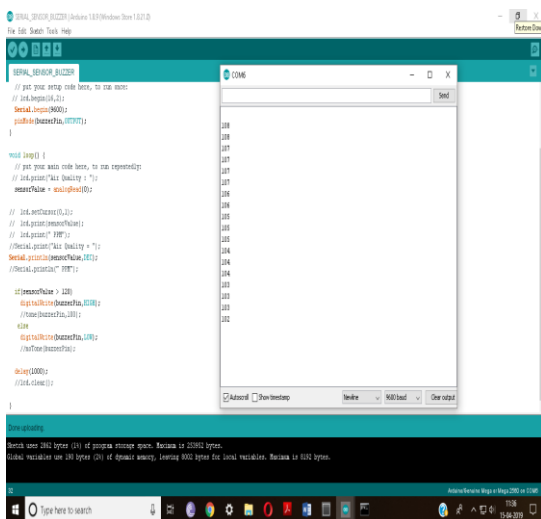 SERIAL_SENSOR_BUZZER | Arduino 1.8.9 (Windows Store 1.8.21.0)
Restore Dow
File Edit Sketch Tools Help
SERIAL_SENSOR_BUZZER
// put your setup code here, to run once:
// lcd.begin(16,2);
Serial.begin(9600);
pinMode(buzzerPin,OUTPUT);
}
void loop() {
// put your main code here, to run repeatedly:
// lcd.print("Air Quality : ");
sensorValue = analogRead(0);
// lcd.setCursor(0,1);
// lcd.print(sensorValue);
// lcd.print(" PPM");
//Serial.print("Air Quality = ");
Serial.println(sensorValue,DEC);
//Serial.println(" PPM");
if(sensorValue > 120)
digitalWrite(buzzerPin,HIGH);
//tone(buzzerPin,100);
else
digitalWrite(buzzerPin,LOW);
//noTone(buzzerPin);
delay(1000);
//lcd.clear();
}
COM6
Send
108
108
107
107
107
107
107
106
106
105
105
105
104
104
104
103
103
103
102
Autoscroll Show timestamp
Newline
9600 baud
Clear output
Done uploading.
Sketch uses 2862 bytes (1%) of program storage space. Maximum is 253952 bytes.
Global variables use 190 bytes (2%) of dynamic memory, leaving 8002 bytes for local variables. Maximum is 8192 bytes.
32
Arduino/Genuino Mega or Mega 2560 on COM6
Type here to search
11:36
15-04-2019